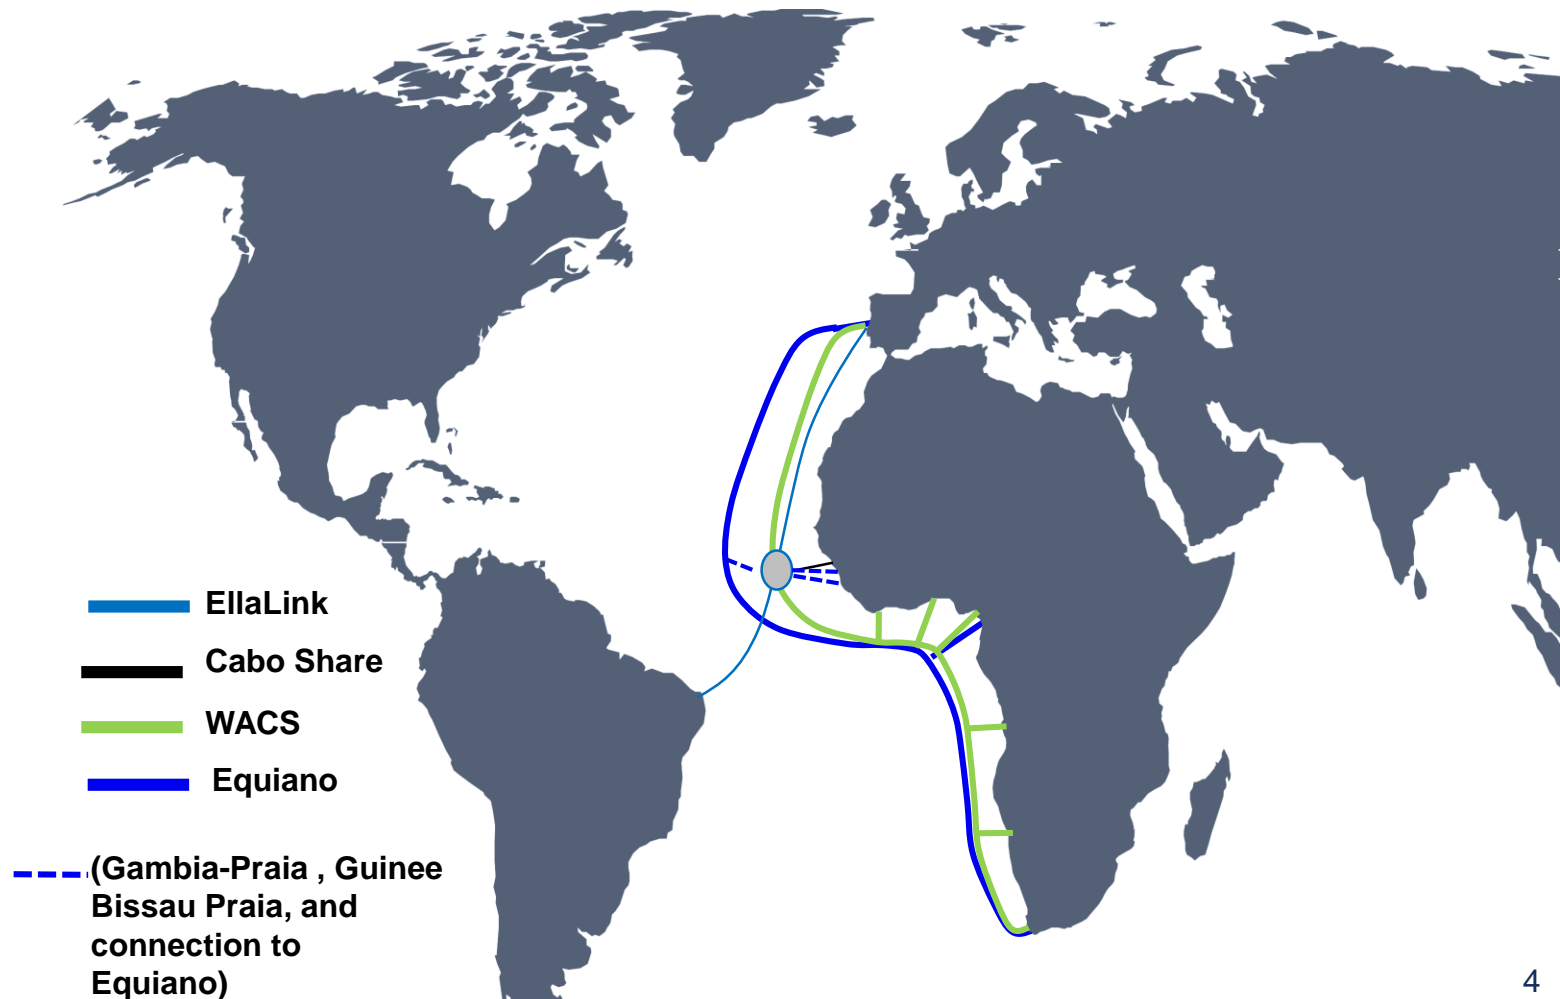 EllaLink
Cabo Share
WACS
Equiano
(Gambia-Praia , Guinee
Bissau Praia, and
connection to
Equiano)
4